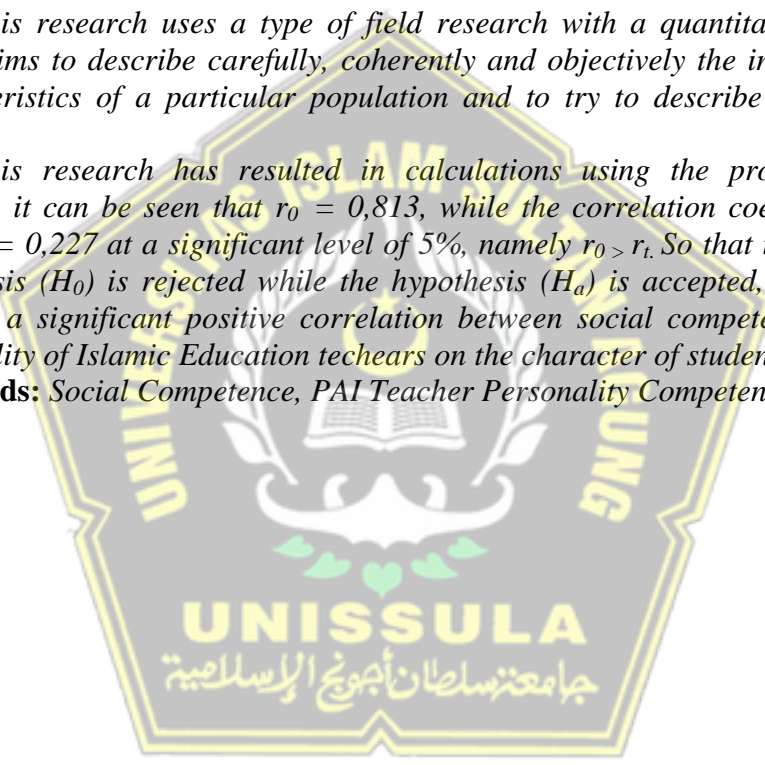 is research uses a type of field research with a quantita
ims to describe carefully, coherently and objectively the in
eristics of a particular population and to try to describe
is research has resulted in calculations using the pro
it can be seen that r0 = 0,813, while the correlation coe
= 0,227 at a significant level of 5%, namely r0 > rt. So that
sis (H0) is rejected while the hypothesis (Ha) is accepted,
a significant positive correlation between social compete
lity of Islamic Education techears on the character of studen
ds: Social Competence, PAI Teacher Personality Competen
UNIVERSITAS ISLAM SULTAN AGUNG
UNISSULA
جامعتنسلطان أجونج الإسلامية